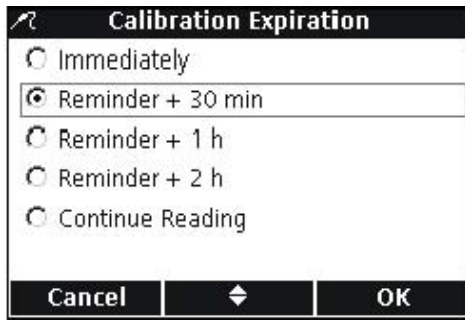 Calibration Expiration
Immediately
Reminder + 30 min
Reminder + 1 h
Reminder + 2 h
Continue Reading
Cancel OK